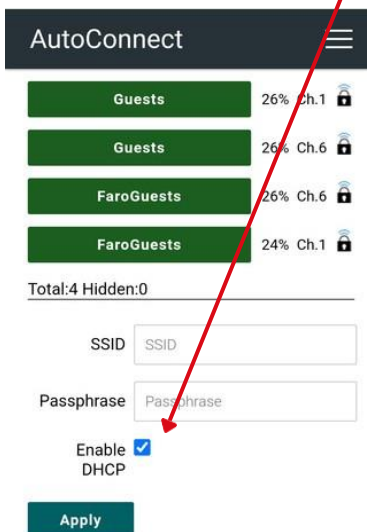 AutoConnect
Guests 26% Ch.1
Guests 26% Ch.6
FaroGuests 26% Ch.6
FaroGuests 24% Ch.1
Total:4 Hidden:0
SSID SSID
Passphrase Passphrase
Enable
DHCP
Apply